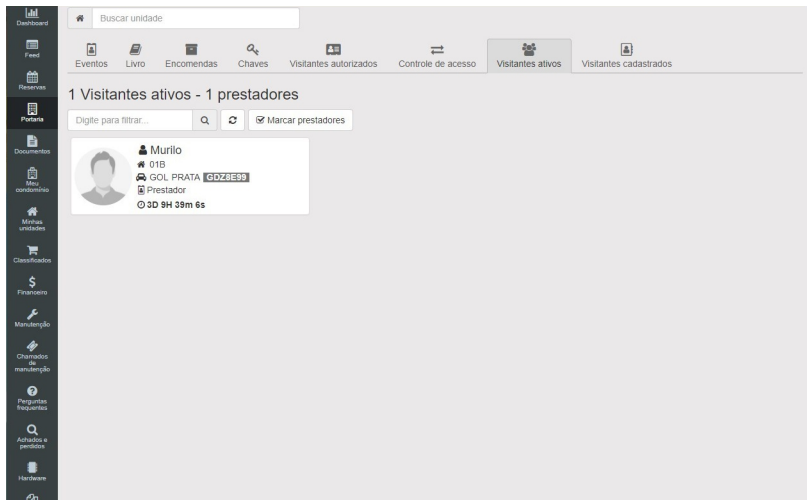 Dashboard
Feed
Reservas
Portaria
Documentos
Meu
condomínio
Minhas
unidades
Classificados
Financeiro
Manutenção
Chamados
de
manutenção
Perguntas
frequentes
Achados e
perdidos
Hardware
Buscar unidade
Eventos Livro Encomendas Chaves Visitantes autorizados Controle de acesso Visitantes ativos Visitantes cadastrados
1 Visitantes ativos - 1 prestadores
Digite para filtrar... Marcar prestadores
Murilo
01B
GOL PRATA GDZ8E99
Prestador
3D 9H 39m 6s